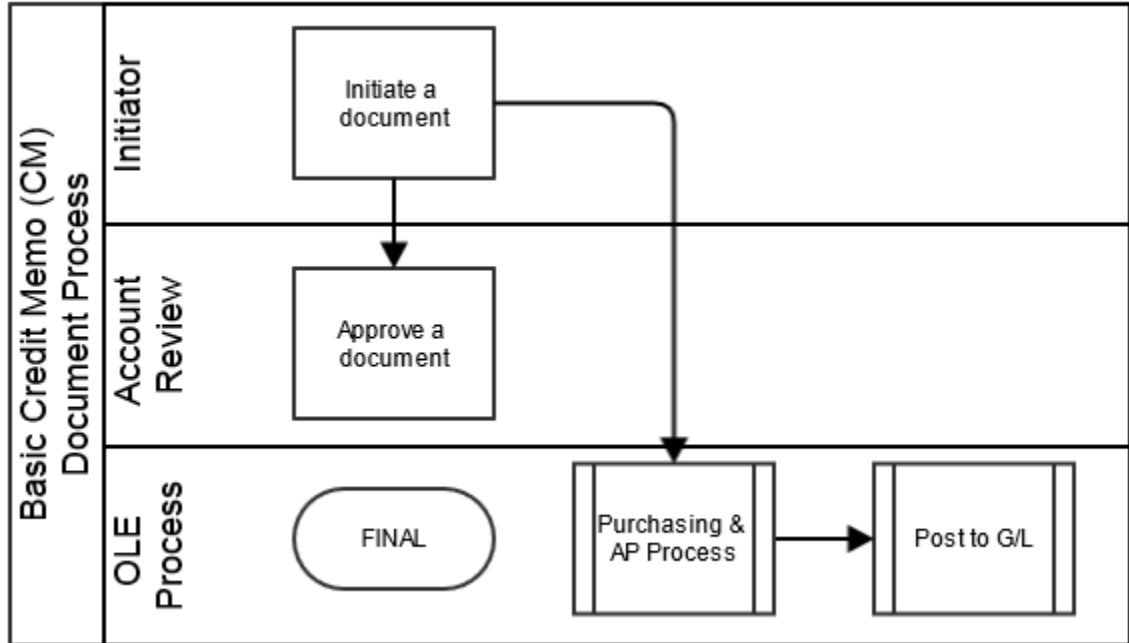 Basic Credit Memo (CM)
Document Process
Initiator
Initiate a
document
Account
Review
Approve a
document
OLE
Process
FINAL
Purchasing &
AP Process
Post to G/L